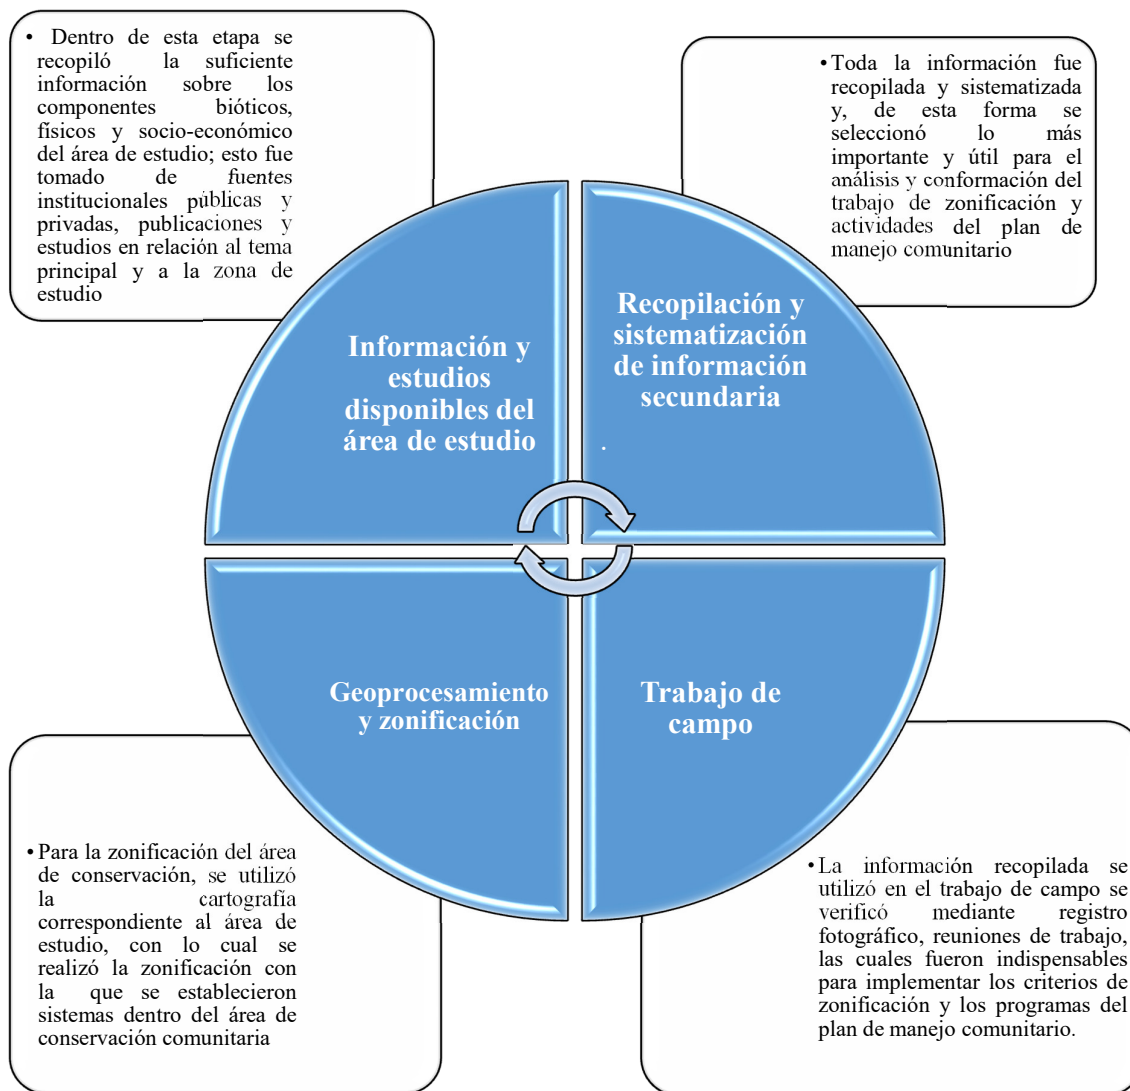 • Dentro de esta etapa se
recopiló la suficiente
información sobre los
componentes bióticos,
físicos y socio-económico
del área de estudio; esto fue
tomado de fuentes
institucionales públicas y
privadas, publicaciones y
estudios en relación al tema
principal y a la zona de
estudio
• Toda la información fue
recopilada y sistematizada
y, de esta forma se
seleccionó lo más
importante y útil para el
análisis y conformación del
trabajo de zonificación y
actividades del plan de
manejo comunitario
Información y
estudios
disponibles del
área de estudio
Recopilación y
sistematización
de información
secundaria
.
Geoprocesamiento
y zonificación
Trabajo de
campo
• Para la zonificación del área
de conservación, se utilizó
la cartografía
correspondiente al área de
estudio, con lo cual se
realizó la zonificación con
la que se establecieron
sistemas dentro del área de
conservación comunitaria
• La información recopilada se
utilizó en el trabajo de campo se
verificó mediante registro
fotográfico, reuniones de trabajo,
las cuales fueron indispensables
para implementar los criterios de
zonificación y los programas del
plan de manejo comunitario.